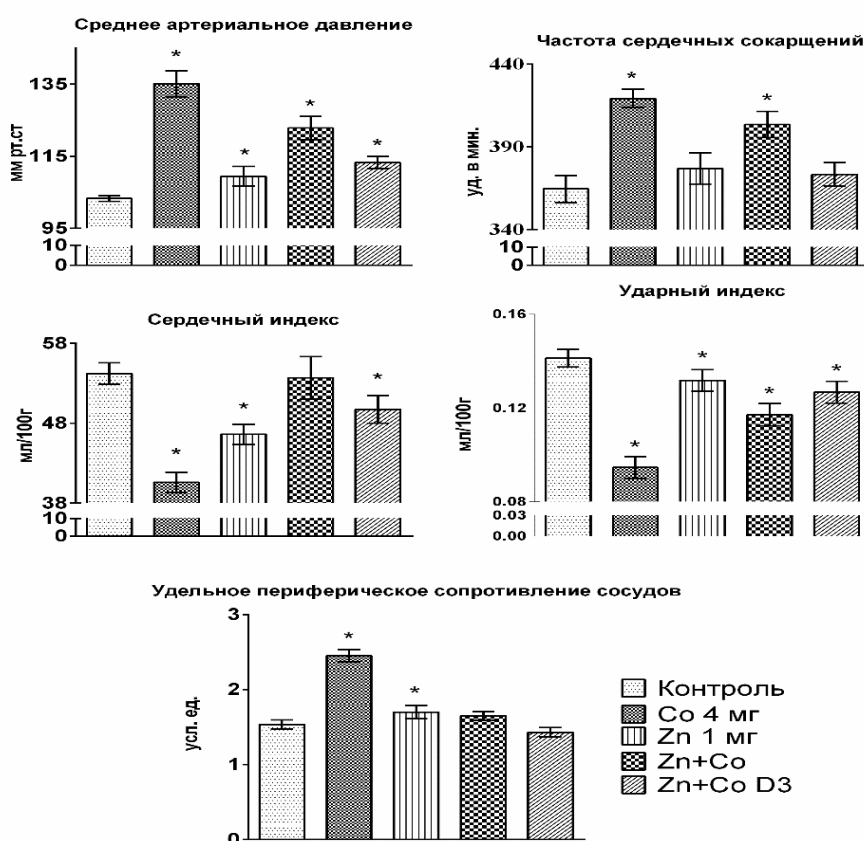 Среднее артериальное давление
мм рт.ст
135
115
95
10
0
*
*
*
*
Частота сердечных сокарщений
уд. в мин.
440
390
340
10
0
*
*
Сердечный индекс
мл/100г
58
48
38
10
0
*
*
*
Ударный индекс
мл/100г
0.16
0.12
0.08
0.03
0.00
*
*
*
*
Удельное периферическое сопротивление сосудов
усл. ед.
3
2
1
0
*
*
Контроль
Co 4 мг
Zn 1 мг
Zn+Co
Zn+Co D3